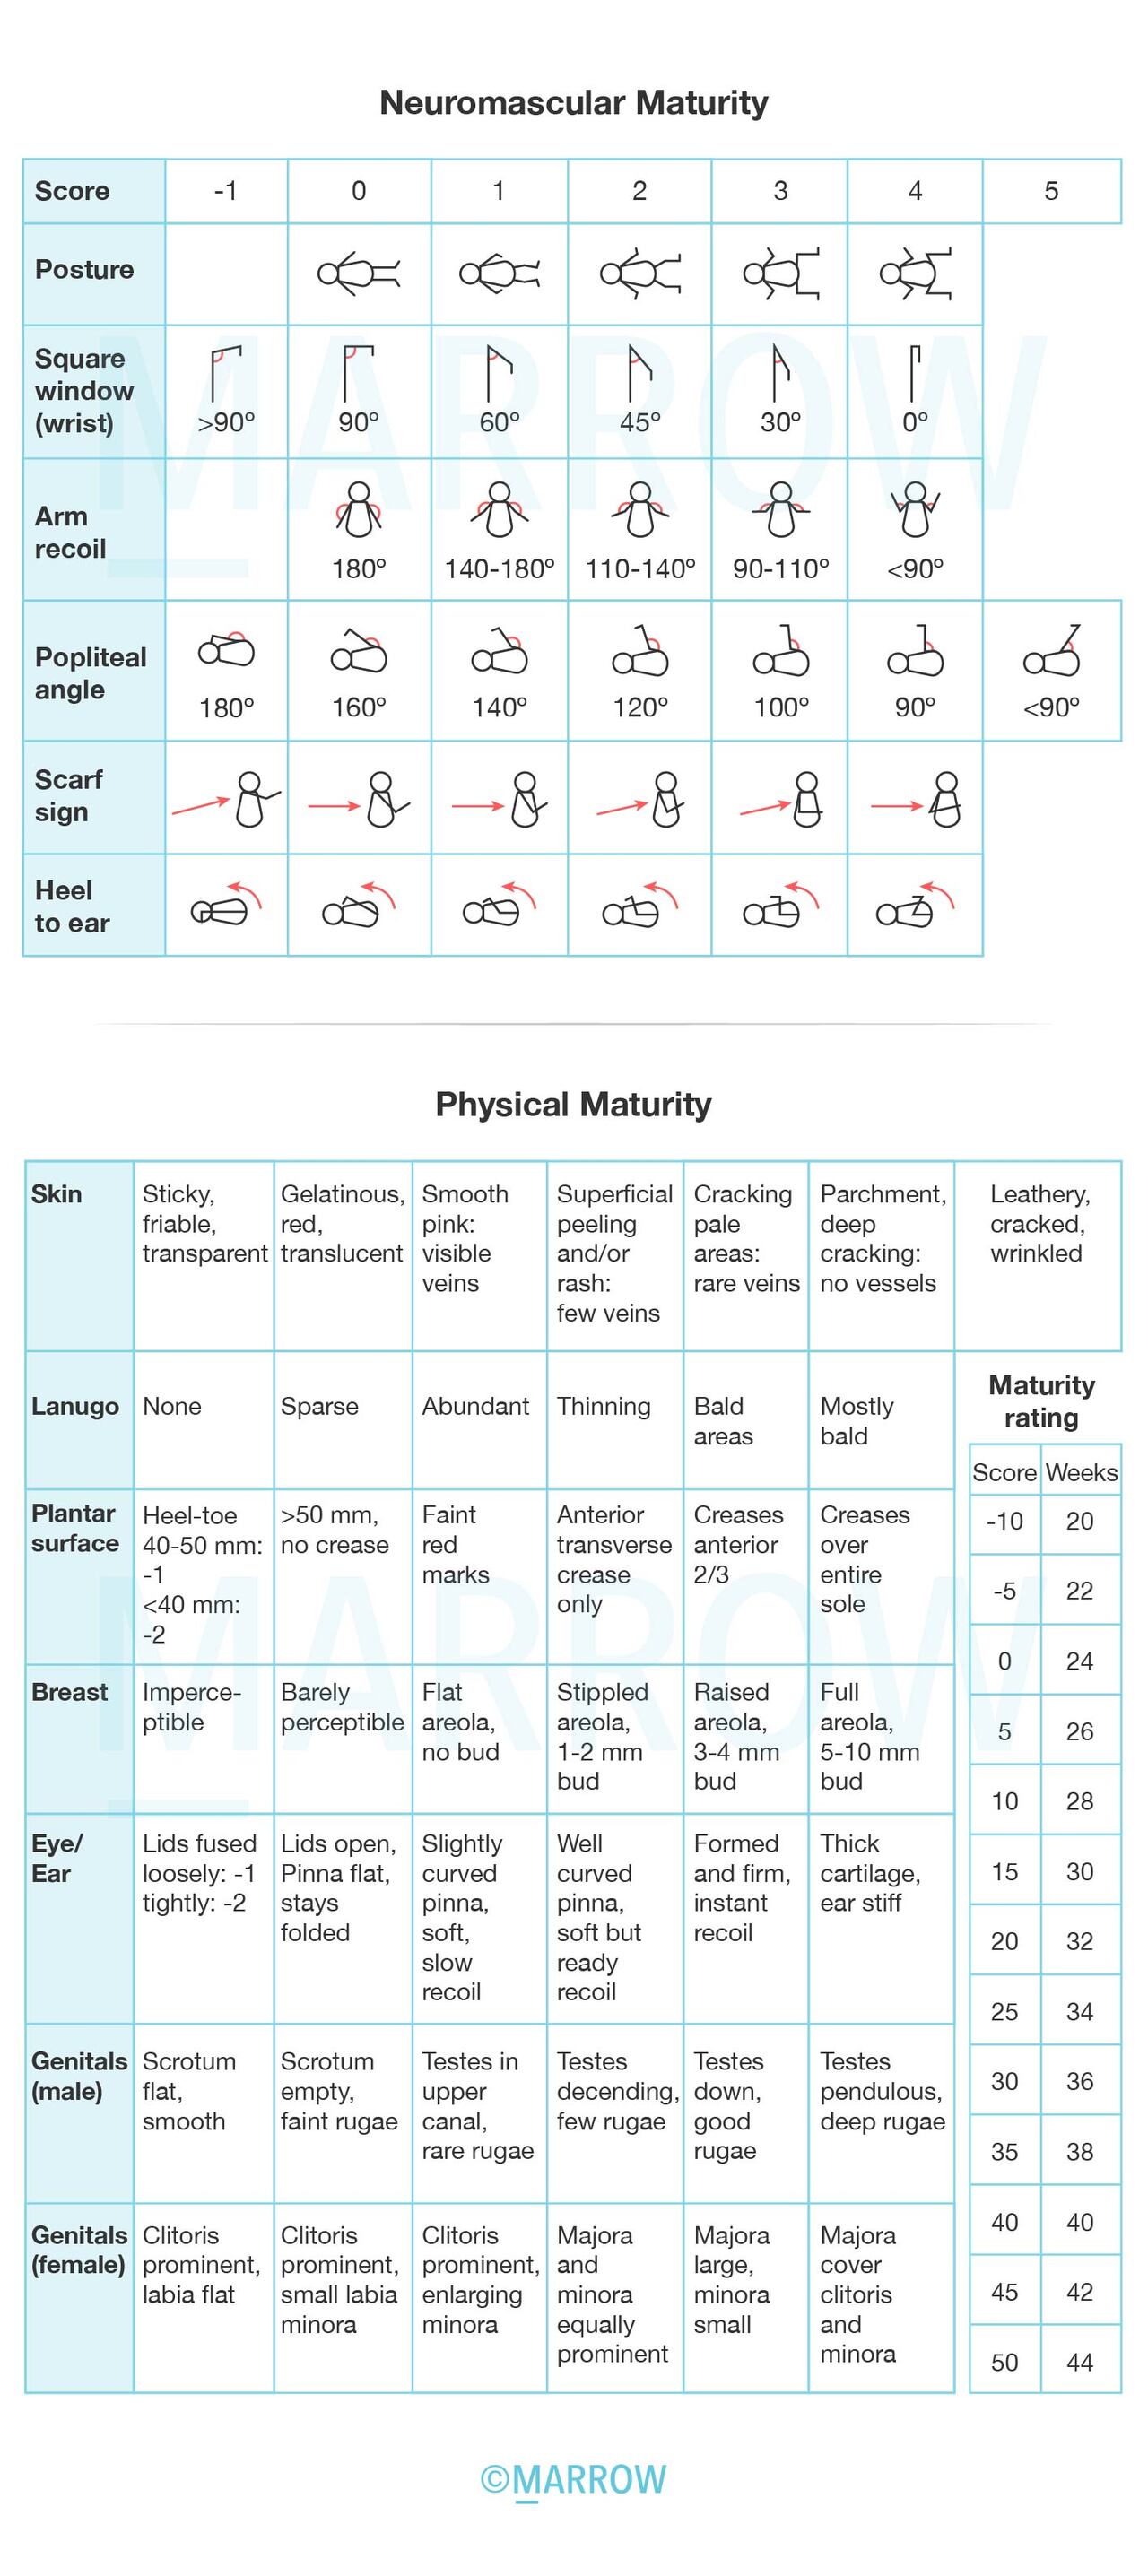 Neuromascular Maturity
Score -1 0 1 2 3 4 5
Posture
Square
window
(wrist)
>90º 90º 60º 45º 30º 0º
Arm
recoil
180º 140-180º 110-140º 90-110º <90º
Popliteal
angle
180º 160º 140º 120º 100º 90º <90º
Scarf
sign
Heel
to ear
MARROW
Physical Maturity
Skin
Sticky,
friable,
transparent
Gelatinous,
red,
translucent
Smooth
pink:
visible
veins
Superficial
peeling
and/or
rash:
few veins
Cracking
pale
areas:
rare veins
Parchment,
deep
cracking:
no vessels
Leathery,
cracked,
wrinkled
Lanugo
None
Sparse
Abundant
Thinning
Bald
areas
Mostly
bald
Plantar
surface
Heel-toe
40-50 mm:
-1
<40 mm:
-2
>50 mm,
no crease
Faint
red
marks
Anterior
transverse
crease
only
Creases
anterior
2/3
Creases
over
entire
sole
Breast
Imperce-
ptible
Barely
perceptible
Flat
areola,
no bud
Stippled
areola,
1-2 mm
bud
Raised
areola,
3-4 mm
bud
Full
areola,
5-10 mm
bud
Eye/
Ear
Lids fused
loosely: -1
tightly: -2
Lids open,
Pinna flat,
stays
folded
Slightly
curved
pinna,
soft,
slow
recoil
Well
curved
pinna,
soft but
ready
recoil
Formed
and firm,
instant
recoil
Thick
cartilage,
ear stiff
Genitals
(male)
Scrotum
flat,
smooth
Scrotum
empty,
faint rugae
Testes in
upper
canal,
rare rugae
Testes
decending,
few rugae
Testes
down,
good
rugae
Testes
pendulous,
deep rugae
Genitals
(female)
Clitoris
prominent,
labia flat
Clitoris
prominent,
small labia
minora
Clitoris
prominent,
enlarging
minora
Majora
and
minora
equally
prominent
Majora
large,
minora
small
Majora
cover
clitoris
and
minora
Maturity
rating
Score Weeks
-10 20
-5 22
0 24
5 26
10 28
15 30
20 32
25 34
30 36
35 38
40 40
45 42
50 44
MARROW
©MARROW